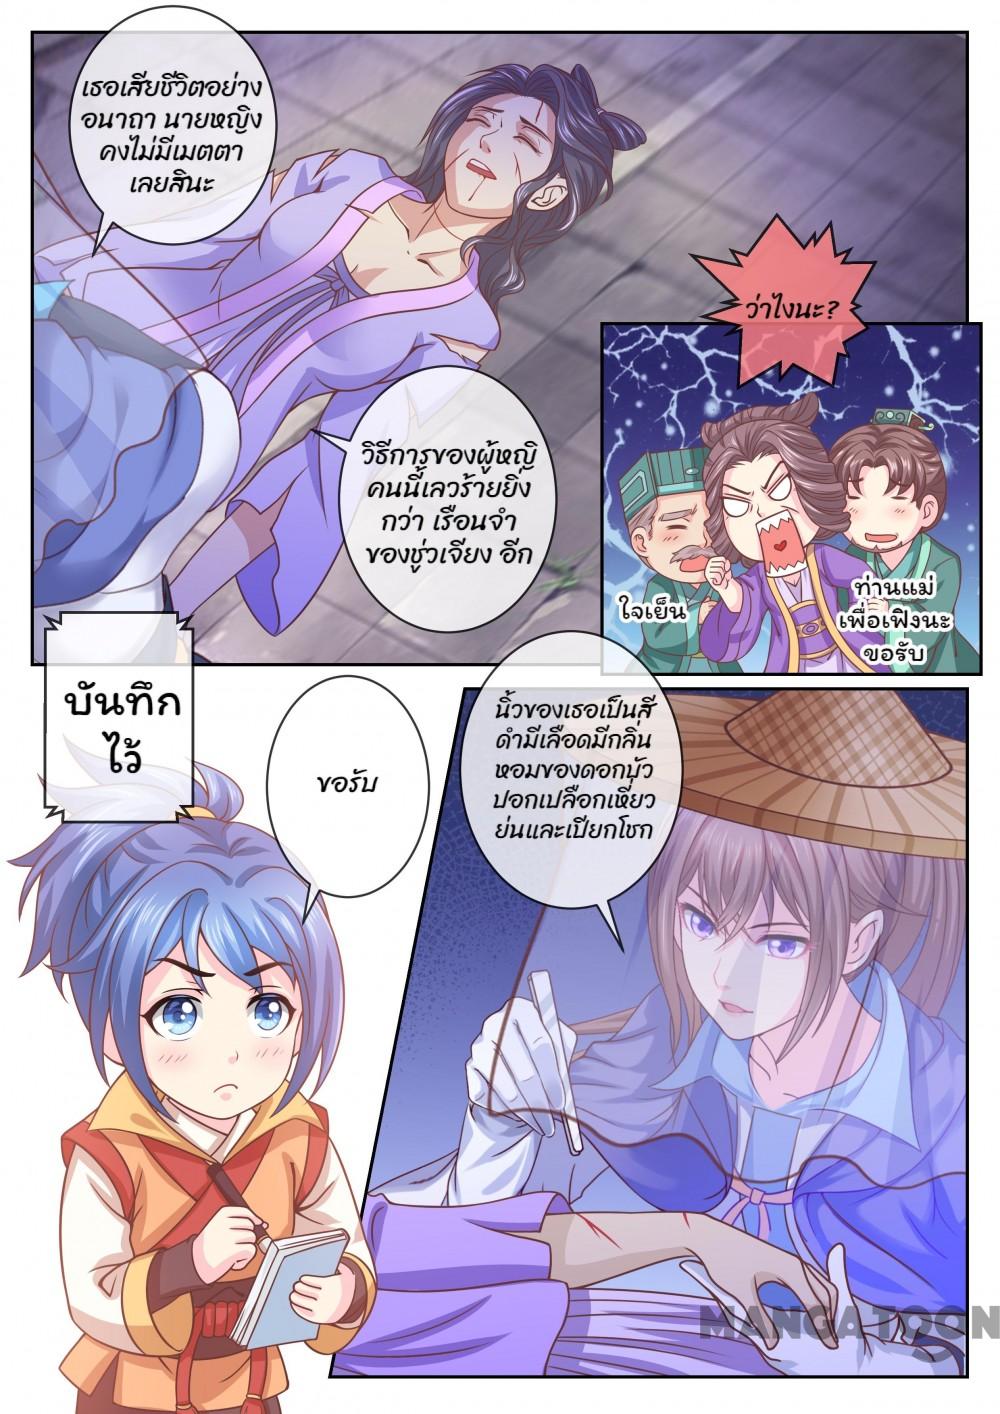 เธอเสียชีวิตอย่าง
อนาถา นายหญิง
คงไม่มีเมตตา
เลยสินะ
ว่าไงนะ?
วิธีการของผู้หญิ
คนนี้เลวร้ายยิ่ง
กว่า เรือนจำ
ของชู่วเจียง อีก
ใจเย็น
ท่านแม่
เพื่อเฟิงนะ
ขอรับ
บันทึก
ไว้
ขอรับ
นิ้วของเธอเป็นสี
ดำมีเลือดมีกลิ่น
หอมของดอกบัว
ปอกเปลือกเหี่ยว
ย่นและเปียกโชก
MANGATOON